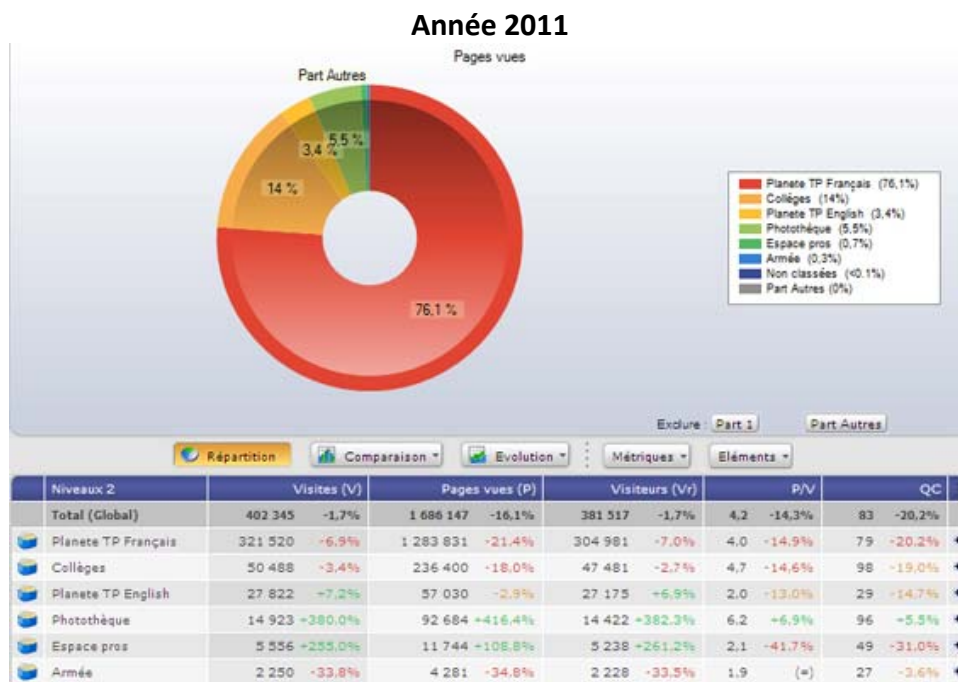 Année 2011
Pages vues
Part Autres
5,5 %
3,4 %
14 %
76,1 %
Planete TP Français (76,1%)
Collèges (14%)
Planete TP English (3,4%)
Photothèque (5,5%)
Espace pros (0,7%)
Armée (0,3%)
Non classées (<0.1%)
Part Autres (0%)
Exclure : Part 1 Part Autres
Répartition Comparaison Evolution Métriques Eléments
Niveaux 2 Visites (V) Pages vues (P) Visiteurs (Vr) P/V QC
Total (Global) 402 345 -1,7% 1 686 147 -16,1% 381 517 -1,7% 4,2 -14,3% 83 -20,2%
Planete TP Français 321 520 -6.9% 1 283 831 -21.4% 304 981 -7.0% 4.0 -14.9% 79 -20.2%
Collèges 50 488 -3.4% 236 400 -18.0% 47 481 -2.7% 4.7 -14.6% 98 -19.0%
Planete TP English 27 822 +7.2% 57 030 -2.9% 27 175 +6.9% 2.0 -13.0% 29 -14.7%
Photothèque 14 923 +380.0% 92 684 +416.4% 14 422 +382.3% 6.2 +6.9% 96 +5.5%
Espace pros 5 556 +255.0% 11 744 +108.8% 5 238 +261.2% 2,1 -41.7% 49 -31.0%
Armée 2 250 -33.8% 4 281 -34.8% 2 228 -33.5% 1.9 (=) 27 -3.6%